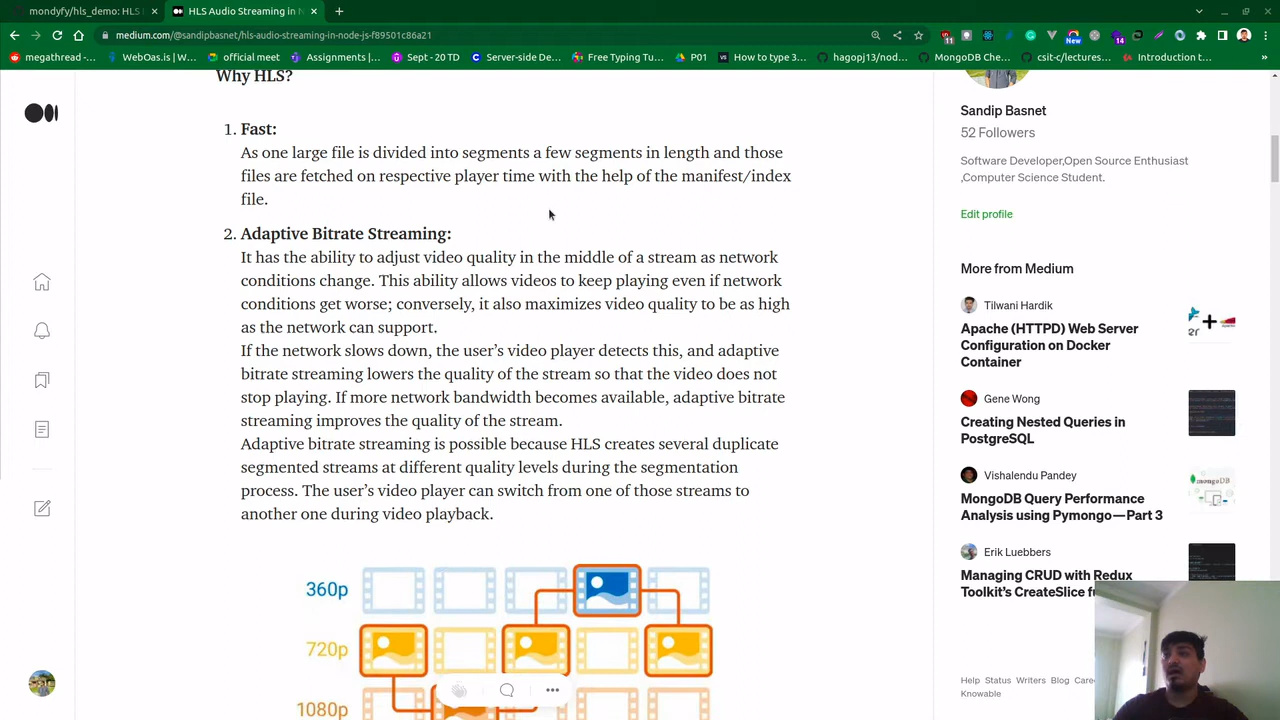 mondyfy/hls_demo: HLS
HLS Audio Streaming in N
medium.com/@sandipbasnet/hls-audio-streaming-in-node-js-f89501c86a21
11
New
14
megathread -...
WebOas.is | W...
official meet
Assignments |...
Sept - 20 TD
Server-side De...
Free Typing Tu...
P01
How to type 3...
hagopj13/nod...
MongoDB Che...
csit-c/lectures...
Introduction t...
»
Why HLS?
1. Fast:
As one large file is divided into segments a few segments in length and those
files are fetched on respective player time with the help of the manifest/index
file.
2. Adaptive Bitrate Streaming:
It has the ability to adjust video quality in the middle of a stream as network
conditions change. This ability allows videos to keep playing even if network
conditions get worse; conversely, it also maximizes video quality to be as high
as the network can support.
If the network slows down, the user’s video player detects this, and adaptive
bitrate streaming lowers the quality of the stream so that the video does not
stop playing. If more network bandwidth becomes available, adaptive bitrate
streaming improves the quality of the stream.
Adaptive bitrate streaming is possible because HLS creates several duplicate
segmented streams at different quality levels during the segmentation
process. The user’s video player can switch from one of those streams to
another one during video playback.
360p
720p
1080p
Sandip Basnet
52 Followers
Software Developer,Open Source Enthusiast
,Computer Science Student.
Edit profile
More from Medium
Tilwani Hardik
Apache (HTTPD) Web Server
Configuration on Docker
Container
Gene Wong
Creating Nested Queries in
PostgreSQL
Vishalendu Pandey
MongoDB Query Performance
Analysis using Pymongo — Part 3
mongoDB
Erik Luebbers
Managing CRUD with Redux
Toolkit’s CreateSlice f
Help Status Writers Blog Care
Knowable